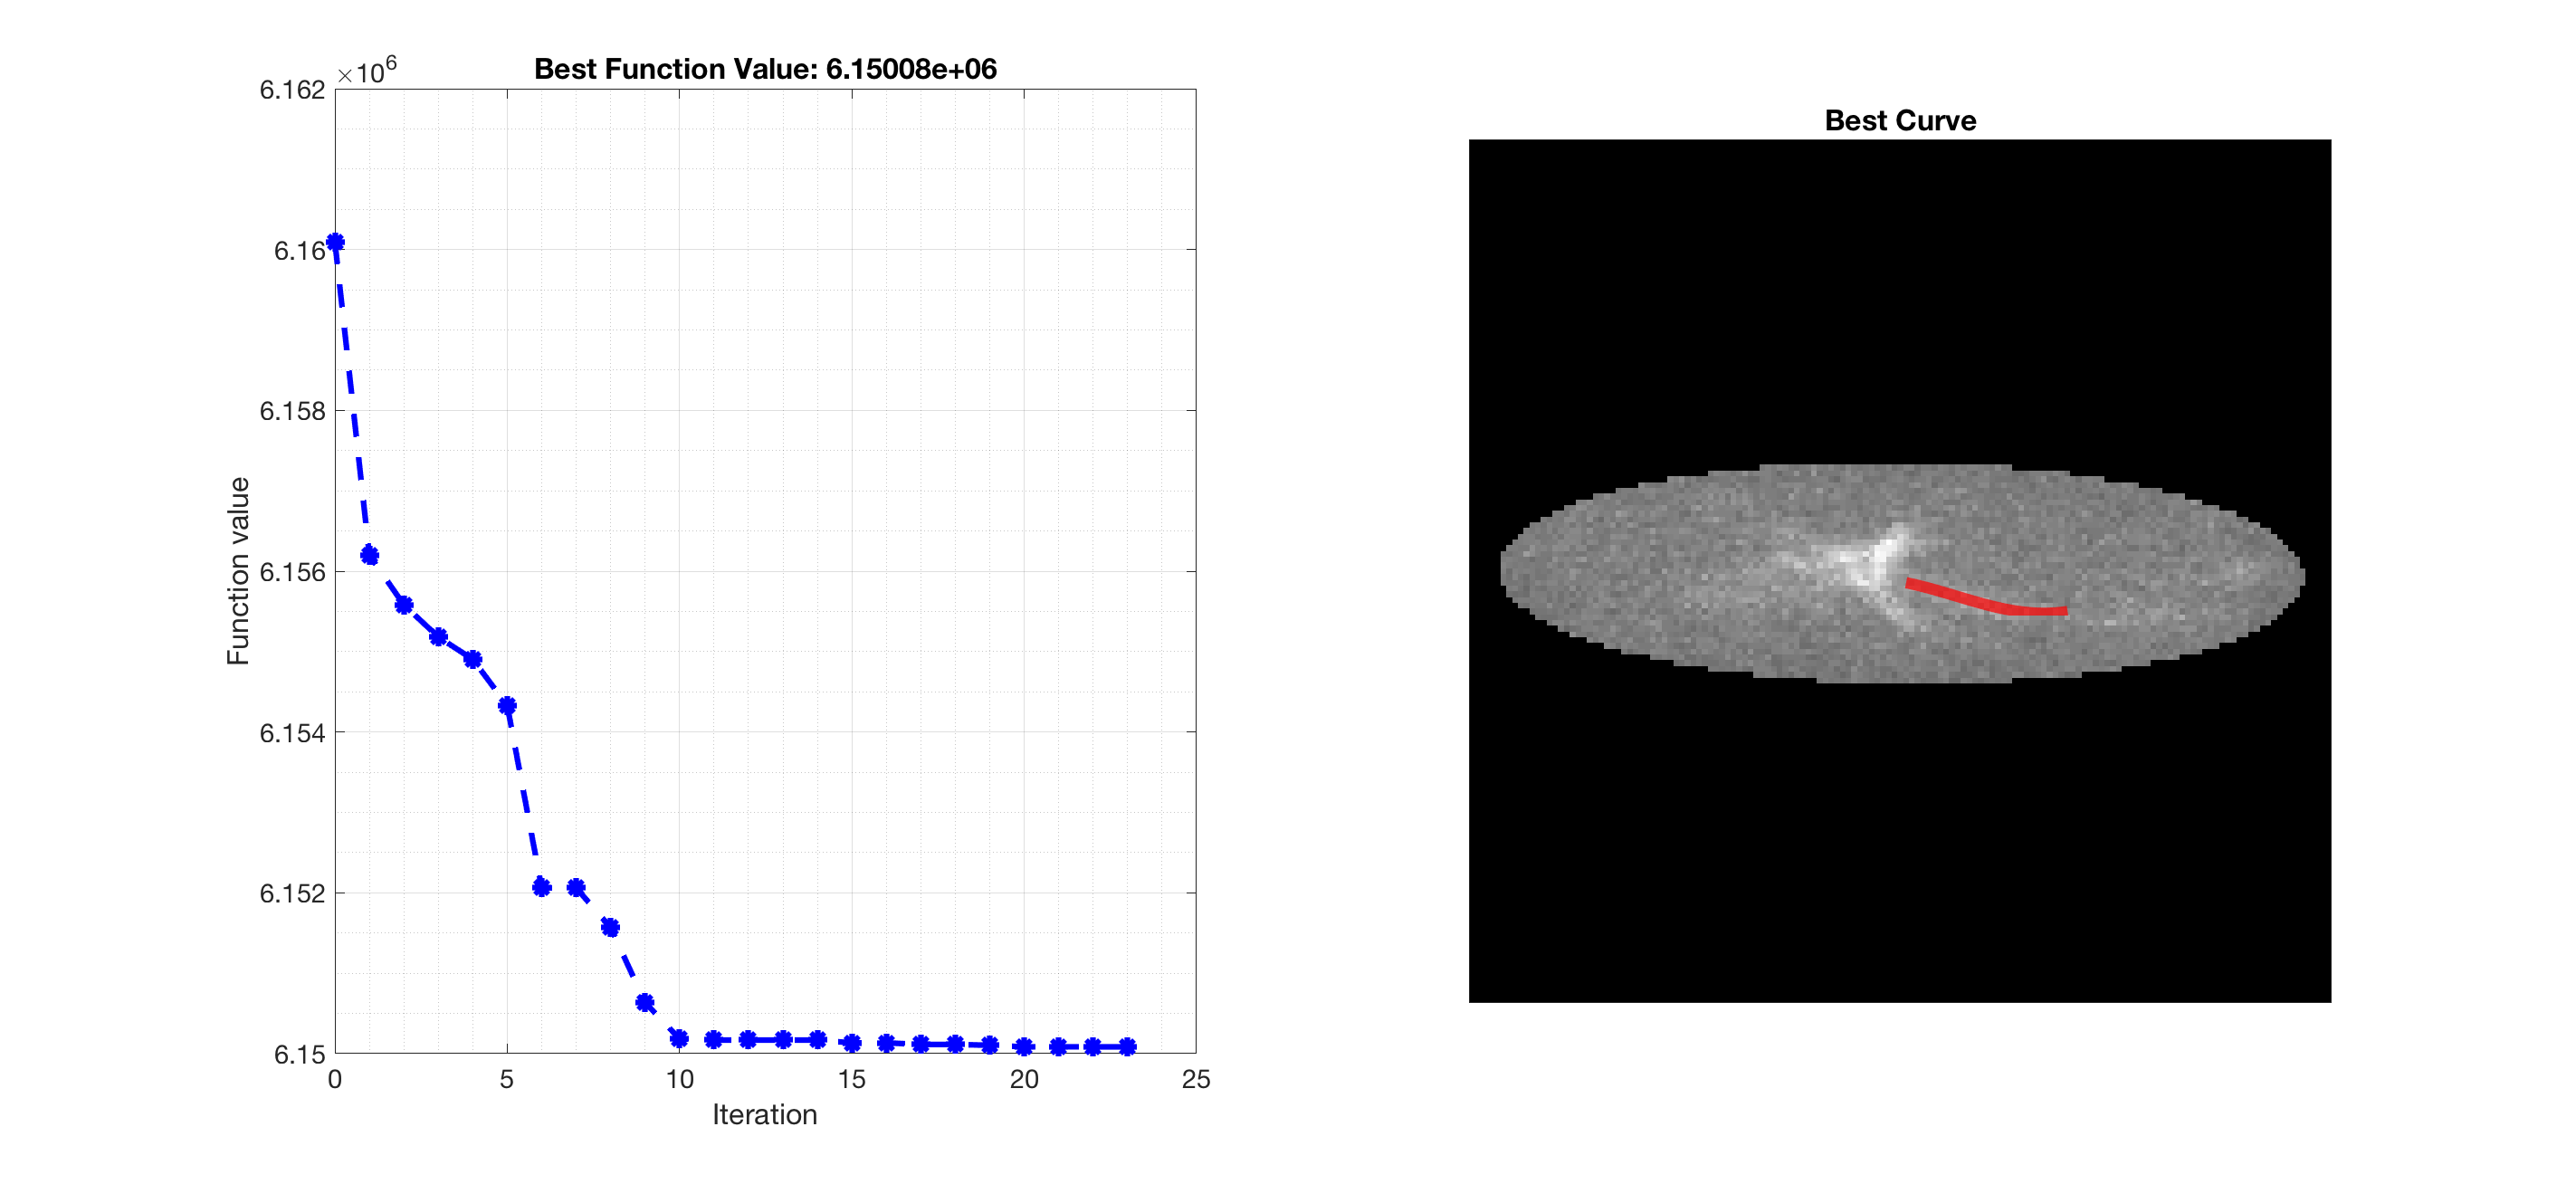 Best Function Value: 6.15008e+06
×10^6
6.162
6.16
6.158
6.156
6.154
6.152
6.15
Function value
0 5 10 15 20 25
Iteration
Best Curve